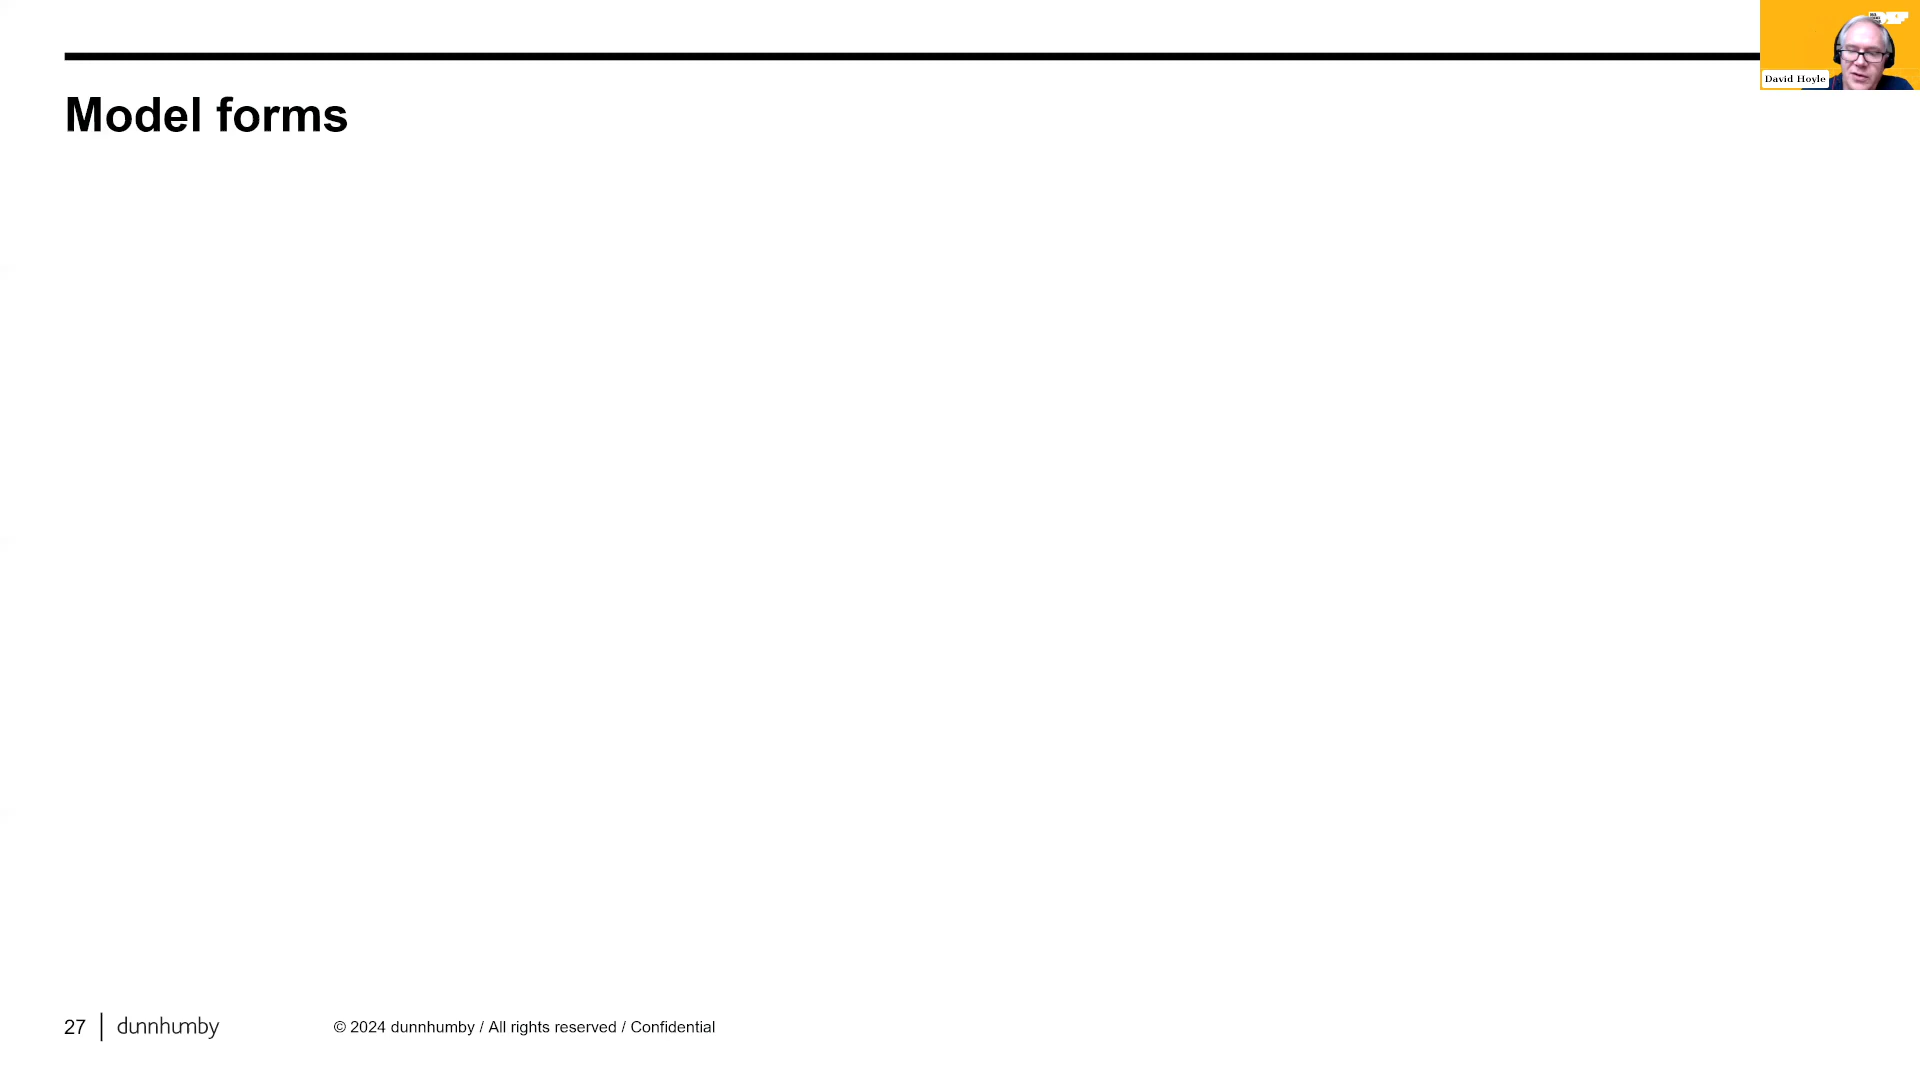 David Hoyle
Model forms
27
dunnhumby
© 2024 dunnhumby / All rights reserved / Confidential